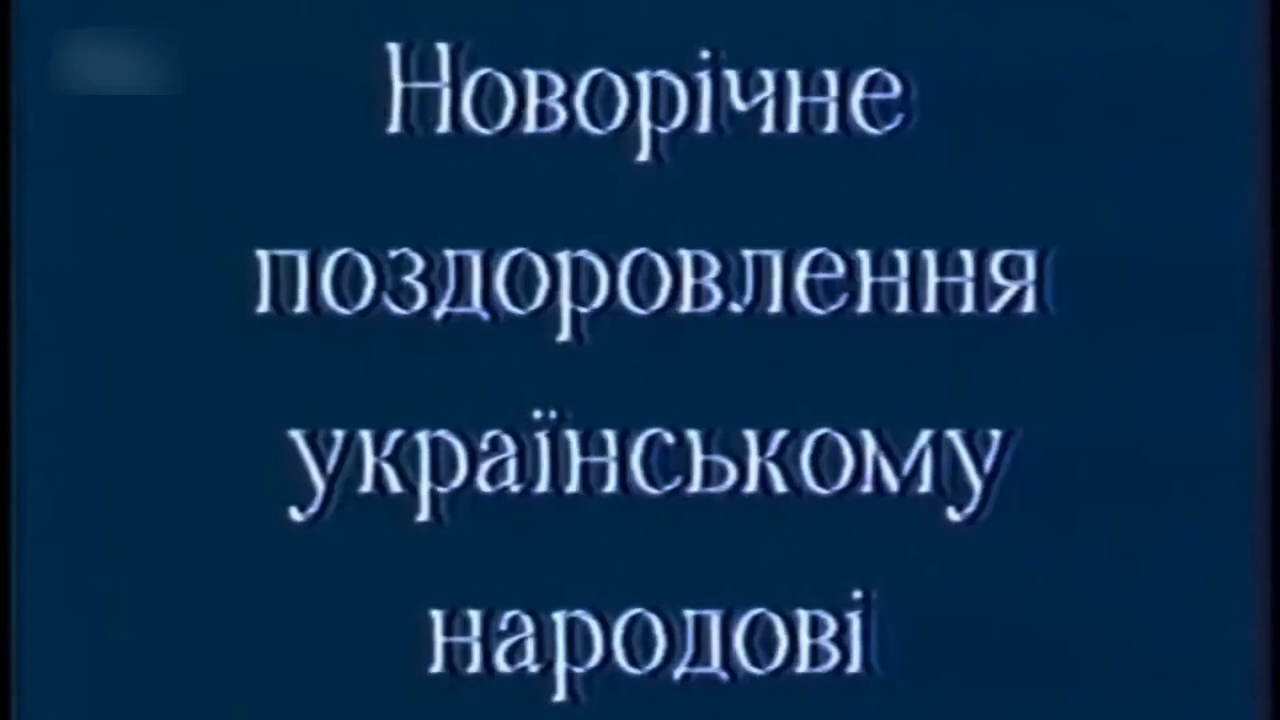 Новорічне
поздоровлення
українському
народові